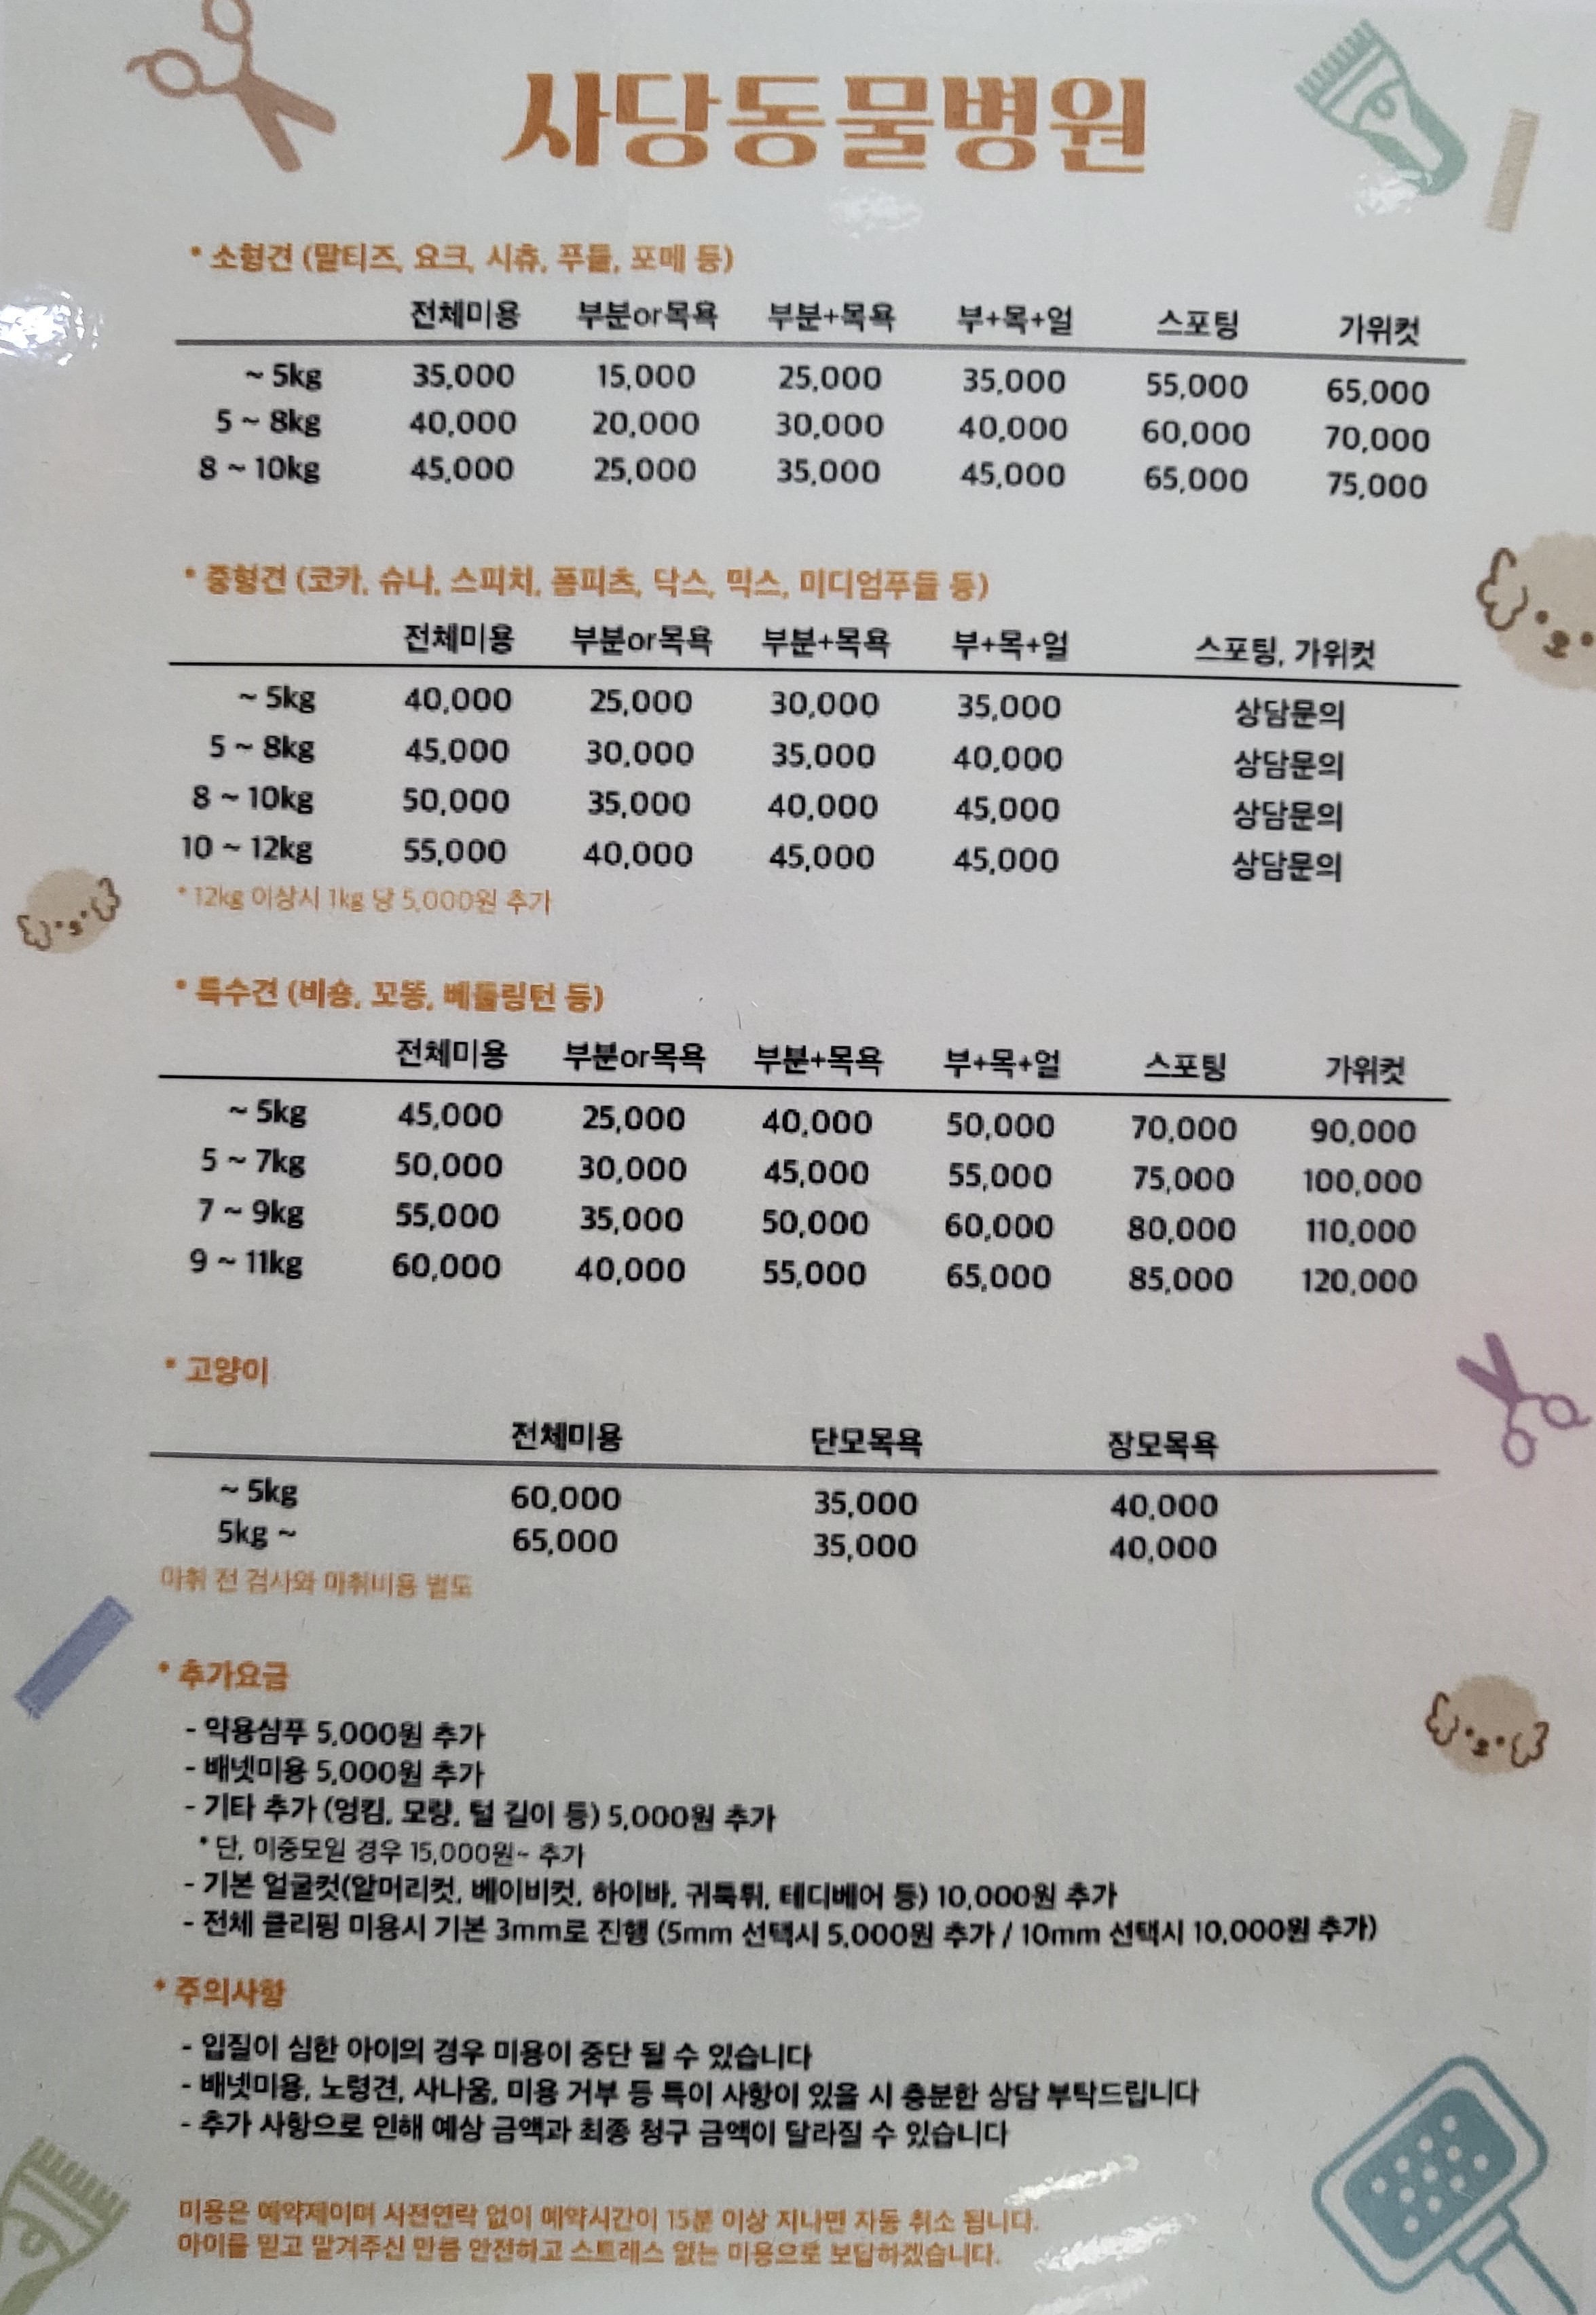 사당동물병원
* 소형견 (말티즈, 요크, 시츄, 푸들, 포메 등)
전체미용 부분or목욕 부분+목욕 부+목+얼 스포팅 가위컷
~ 5kg 35,000 15,000 25,000 35,000 55,000 65,000
5 ~ 8kg 40,000 20,000 30,000 40,000 60,000 70,000
8 ~ 10kg 45,000 25,000 35,000 45,000 65,000 75,000
* 중형견 (코카, 슈나, 스피치, 폼피츠, 닥스, 믹스, 미디엄푸들 등)
전체미용 부분or목욕 부분+목욕 부+목+얼 스포팅, 가위컷
~ 5kg 40,000 25,000 30,000 35,000 상담문의
5 ~ 8kg 45,000 30,000 35,000 40,000 상담문의
8 ~ 10kg 50,000 35,000 40,000 45,000 상담문의
10 ~ 12kg 55,000 40,000 45,000 45,000 상담문의
* 12kg 이상시 1kg 당 5,000원 추가
* 특수견 (비숑, 꼬똥, 베들링턴 등)
전체미용 부분or목욕 부분+목욕 부+목+얼 스포팅 가위컷
~ 5kg 45,000 25,000 40,000 50,000 70,000 90,000
5 ~ 7kg 50,000 30,000 45,000 55,000 75,000 100,000
7 ~ 9kg 55,000 35,000 50,000 60,000 80,000 110,000
9 ~ 11kg 60,000 40,000 55,000 65,000 85,000 120,000
* 고양이
전체미용 단모목욕 장모목욕
~ 5kg 60,000 35,000 40,000
5kg ~ 65,000 35,000 40,000
마취 전 검사와 마취비용 별도
* 추가요금
- 약용샴푸 5,000원 추가
- 배넷미용 5,000원 추가
- 기타 추가 (엉킴, 모량, 털 길이 등) 5,000원 추가
* 단, 이중모일 경우 15,000원~ 추가
- 기본 얼굴컷(알머리컷, 베이비컷, 하이바, 귀툭튀, 테디베어 등) 10,000원 추가
- 전체 클리핑 미용시 기본 3mm로 진행 (5mm 선택시 5,000원 추가 / 10mm 선택시 10,000원 추가)
* 주의사항
- 입질이 심한 아이의 경우 미용이 중단 될 수 있습니다
- 배넷미용, 노령견, 사나움, 미용 거부 등 특이 사항이 있을 시 충분한 상담 부탁드립니다
- 추가 사항으로 인해 예상 금액과 최종 청구 금액이 달라질 수 있습니다
미용은 예약제이며 사전연락 없이 예약시간이 15분 이상 지나면 자동 취소 됩니다.
아이를 믿고 맡겨주신 만큼 안전하고 스트레스 없는 미용으로 보답하겠습니다.